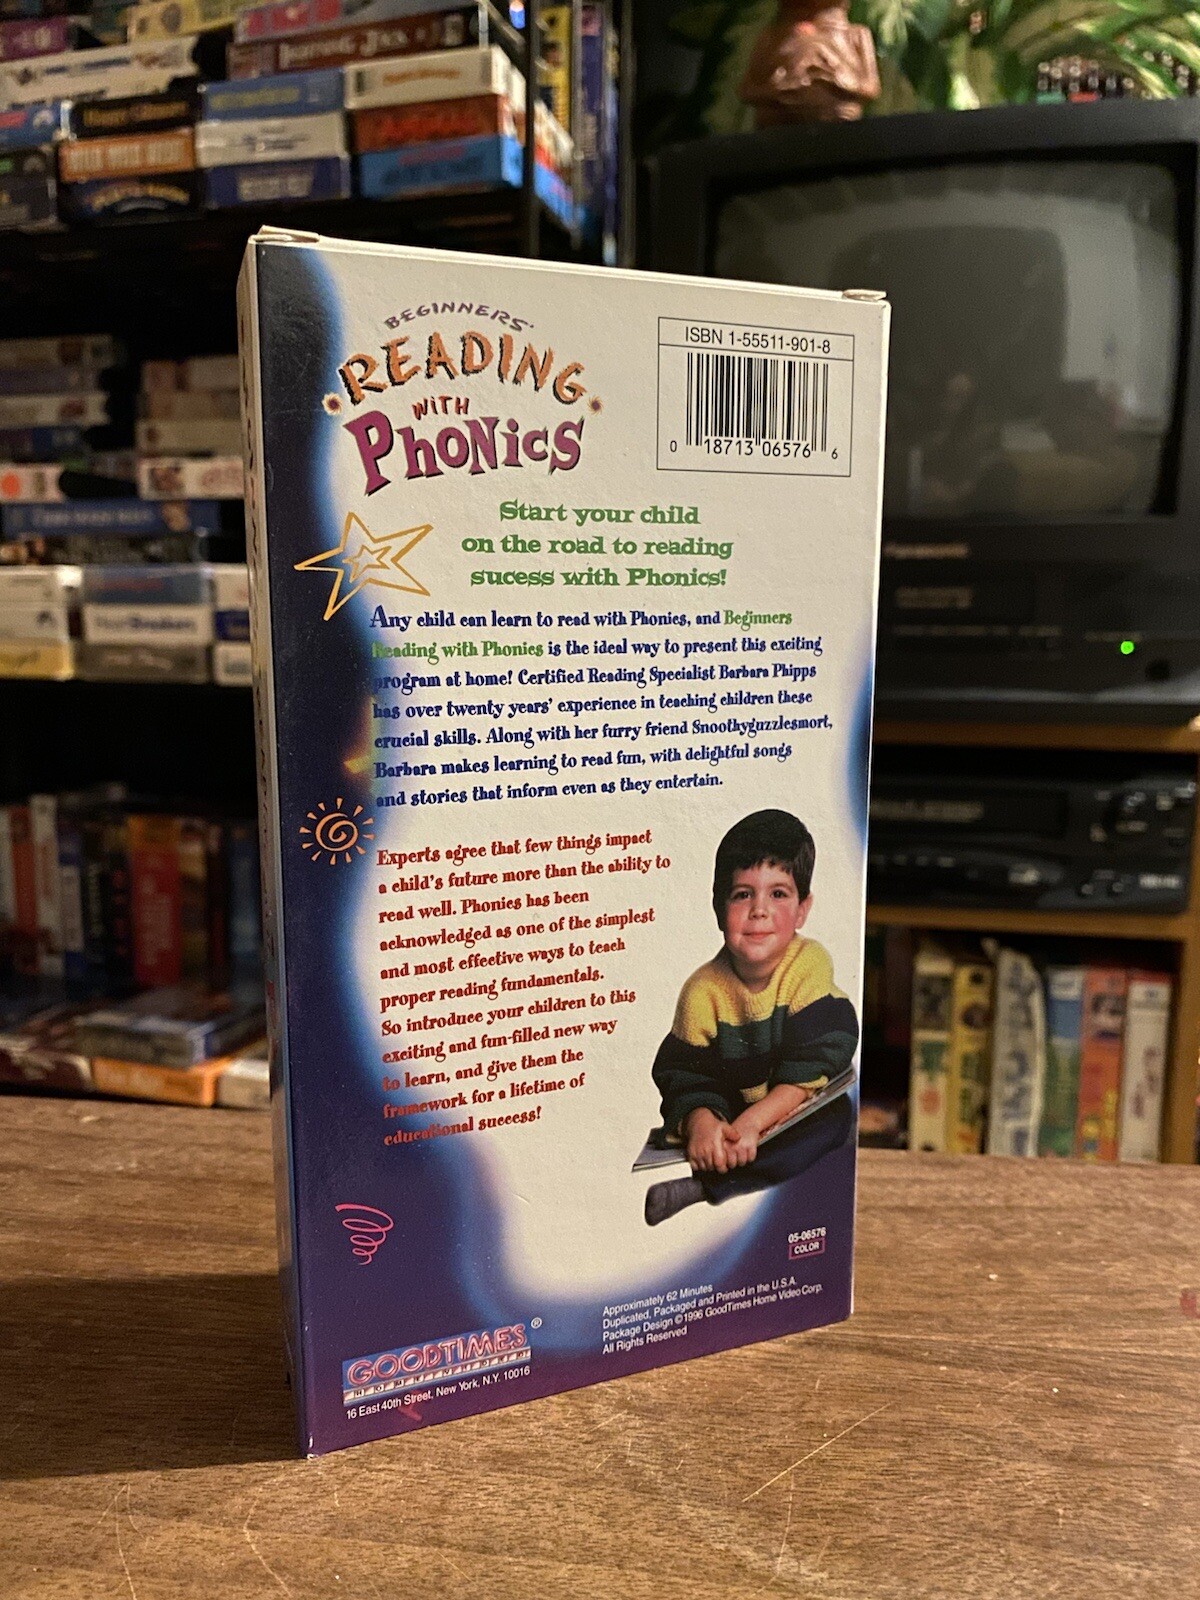 BEGINNERS'
READING
WITH
PHONICS
ISBN 1-55511-901-8
0 18713 06576 6
Start your child
on the road to reading
sucess with Phonics!
Any child can learn to read with Phonics, and Beginners
Reading with Phonics is the ideal way to present this exciting
program at home! Certified Reading Specialist Barbara Phipps
has over twenty years' experience in teaching children these
crucial skills. Along with her furry friend Snoothyguzzlesmort,
Barbara makes learning to read fun, with delightful songs
and stories that inform even as they entertain.
Experts agree that few things impact
a child's future more than the ability to
read well. Phonics has been
acknowledged as one of the simplest
and most effective ways to teach
proper reading fundamentals.
So introduce your children to this
exciting and fun-filled new way
to learn, and give them the
framework for a lifetime of
educational success!
05-06576
COLOR
Approximately 62 Minutes
Duplicated, Packaged and Printed in the U.S.A.
Package Design ©1996 GoodTimes Home Video Corp.
All Rights Reserved
GOODTIMES®
HOME VIDEO
16 East 40th Street, New York, N.Y. 10016
Panasonic